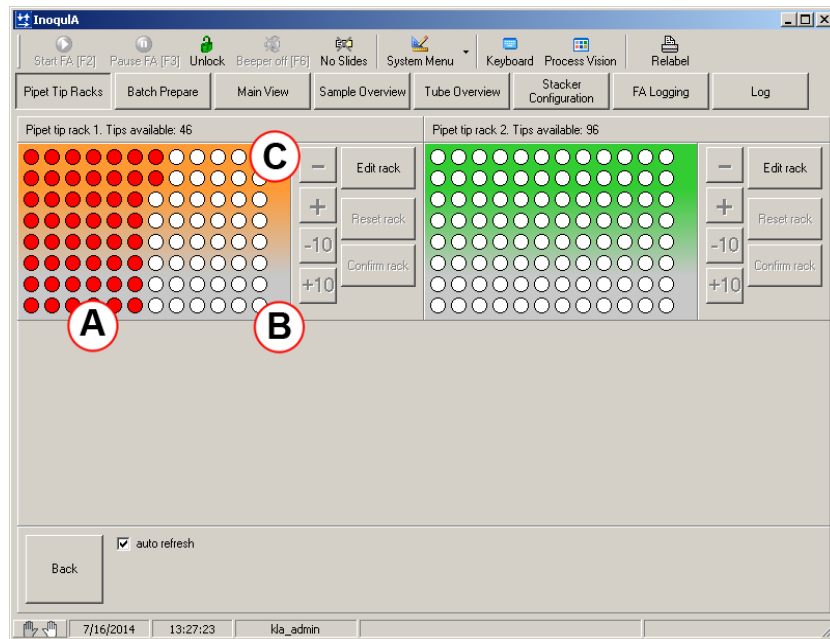 InoqulA
Start FA [F2] Pause FA [F3] Unlock Beeper off [F6] No Slides System Menu Keyboard Process Vision Relabel
Pipet Tip Racks Batch Prepare Main View Sample Overview Tube Overview Stacker Configuration FA Logging Log
Pipet tip rack 1. Tips available: 46 Pipet tip rack 2. Tips available: 96
C
- Edit rack - Edit rack
+ Reset rack + Reset rack
-10 Confirm rack -10 Confirm rack
+10 +10
A B
auto refresh
Back
7/16/2014 13:27:23 kla_admin